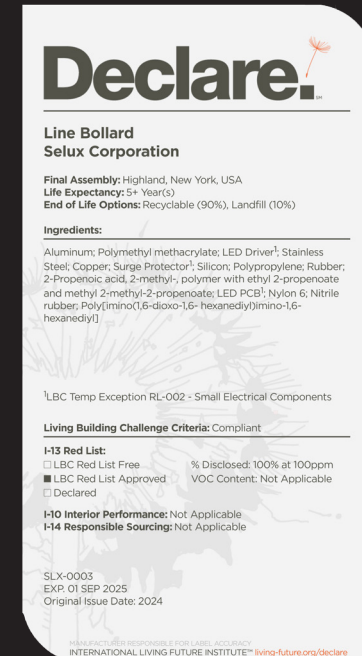 Declare.
SM
Line Bollard
Selux Corporation
Final Assembly: Highland, New York, USA
Life Expectancy: 5+ Year(s)
End of Life Options: Recyclable (90%), Landfill (10%)
Ingredients:
Aluminum; Polymethyl methacrylate; LED Driver¹; Stainless
Steel; Copper; Surge Protector¹; Silicon; Polypropylene; Rubber;
2-Propenoic acid, 2-methyl-, polymer with ethyl 2-propenoate
and methyl 2-methyl-2-propenoate; LED PCB¹; Nylon 6; Nitrile
rubber; Poly[imino(1,6-dioxo-1,6- hexanediyl)imino-1,6-
hexanediyl]
¹LBC Temp Exception RL-002 - Small Electrical Components
Living Building Challenge Criteria: Compliant
I-13 Red List:
□ LBC Red List Free % Disclosed: 100% at 100ppm
■ LBC Red List Approved VOC Content: Not Applicable
□ Declared
I-10 Interior Performance: Not Applicable
I-14 Responsible Sourcing: Not Applicable
SLX-0003
EXP. 01 SEP 2025
Original Issue Date: 2024
MANUFACTURER RESPONSIBLE FOR LABEL ACCURACY
INTERNATIONAL LIVING FUTURE INSTITUTE™ living-future.org/declare